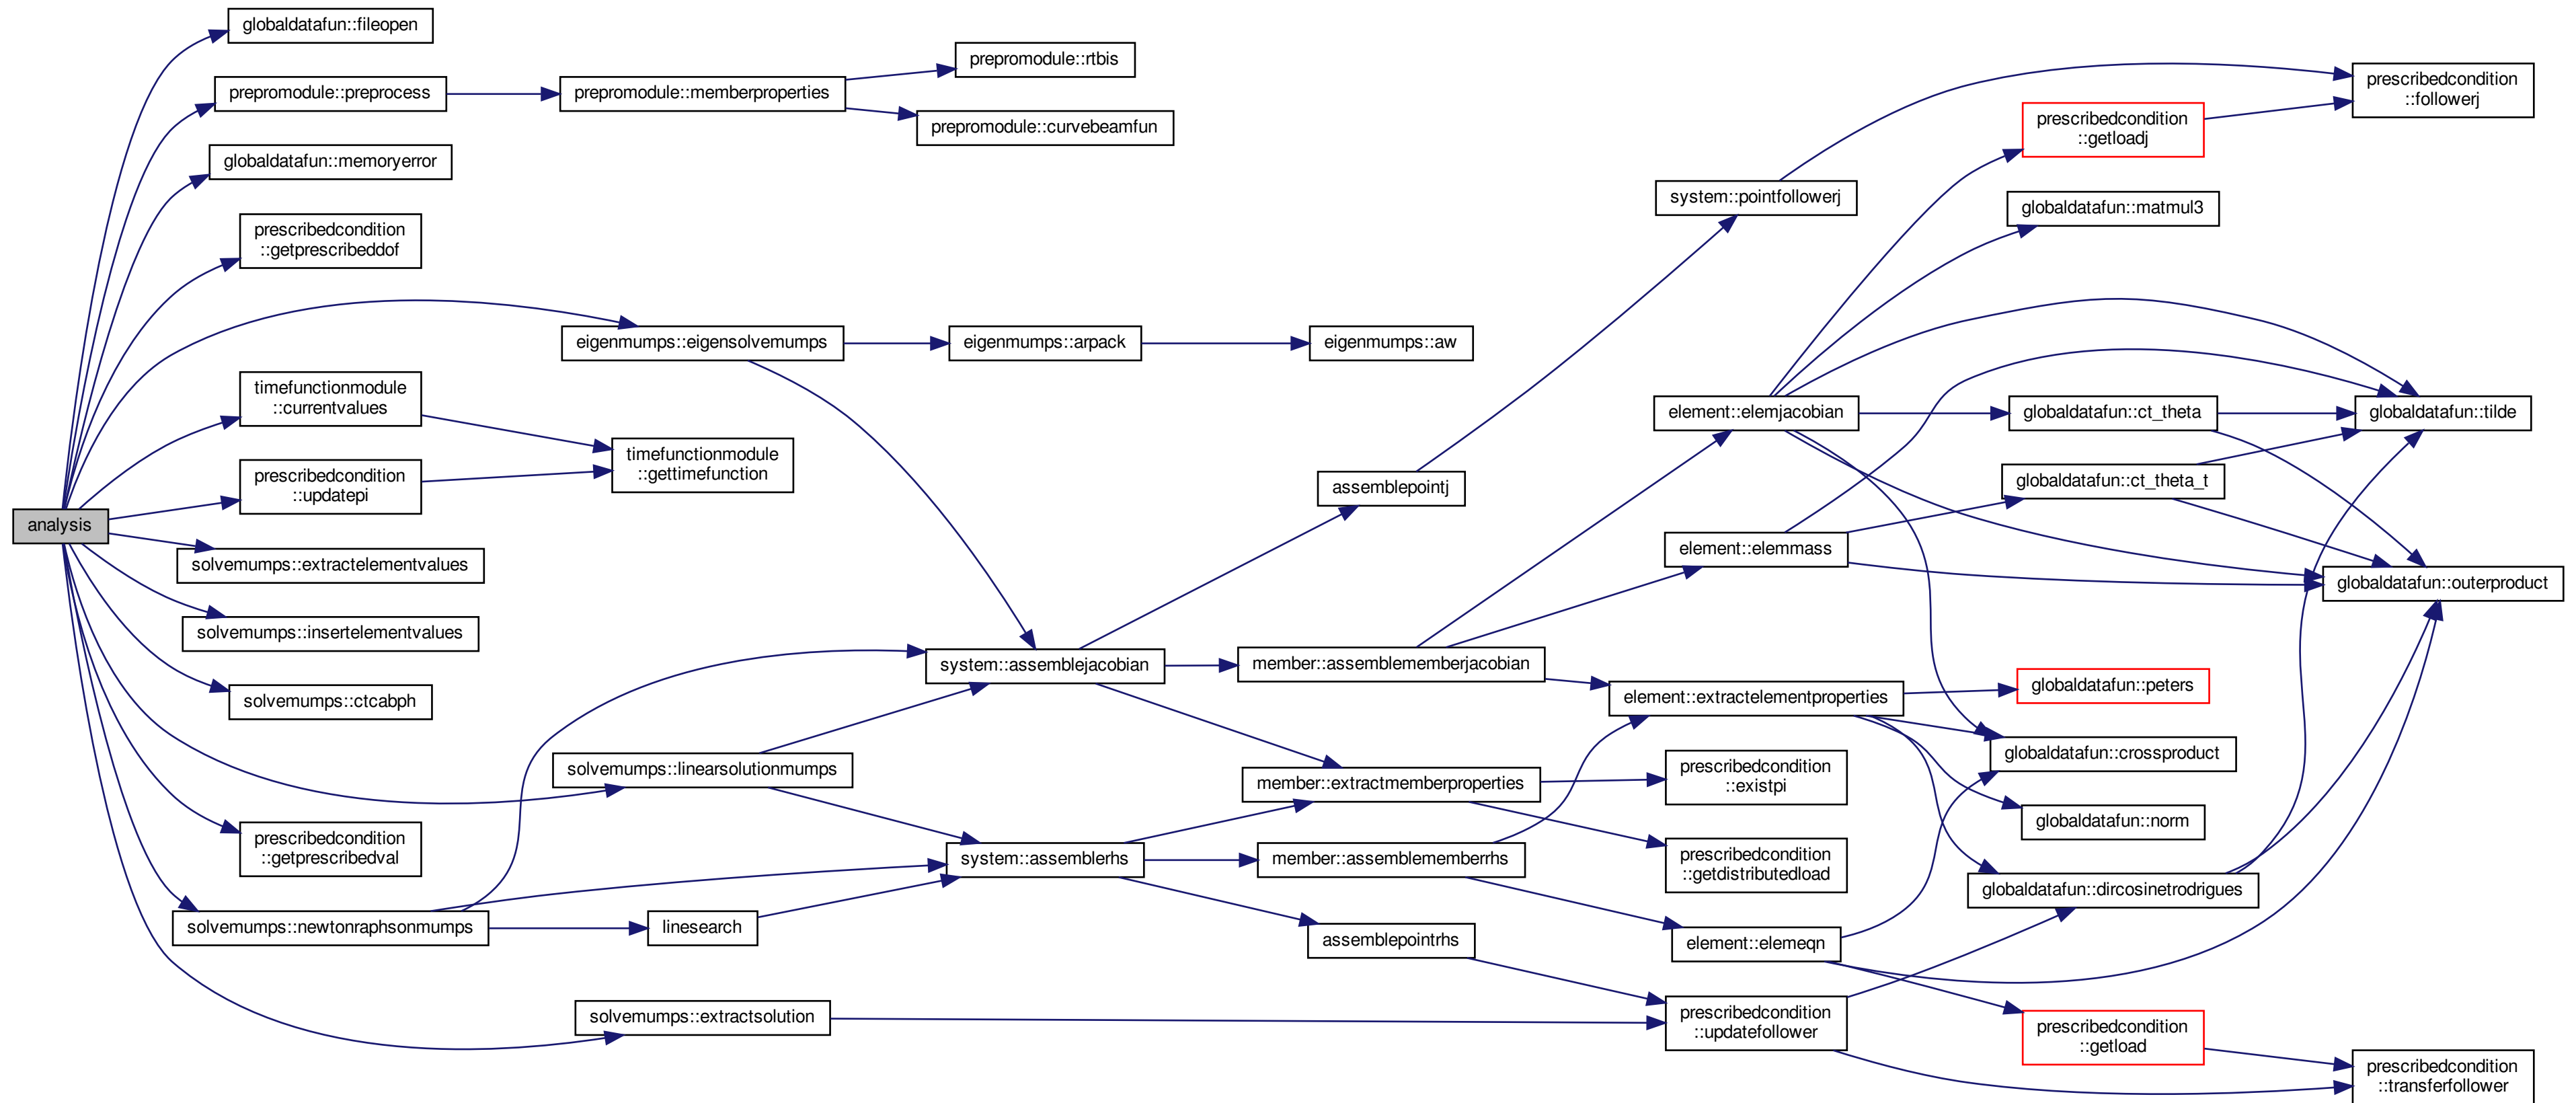 analysis
globaldatafun::fileopen
prepromodule::preprocess
globaldatafun::memoryerror
prescribedcondition
::getprescribeddof
timefunctionmodule
::currentvalues
prescribedcondition
::updatepi
solvemumps::extractelementvalues
solvemumps::insertelementvalues
solvemumps::ctcabph
prescribedcondition
::getprescribedval
solvemumps::newtonraphsonmumps
prepromodule::memberproperties
eigenmumps::eigensolvemumps
timefunctionmodule
::gettimefunction
solvemumps::linearsolutionmumps
linesearch
solvemumps::extractsolution
prepromodule::rtbis
prepromodule::curvebeamfun
eigenmumps::arpack
system::assemblejacobian
system::assemblerhs
eigenmumps::aw
assemblepointj
member::assemblememberjacobian
member::extractmemberproperties
member::assemblememberrhs
assemblepointrhs
system::pointfollowerj
element::elemjacobian
element::elemmass
element::extractelementproperties
prescribedcondition
::existpi
prescribedcondition
::getdistributedload
element::elemeqn
prescribedcondition
::updatefollower
prescribedcondition
::getloadj
globaldatafun::matmul3
globaldatafun::ct_theta
globaldatafun::ct_theta_t
globaldatafun::peters
globaldatafun::crossproduct
globaldatafun::norm
globaldatafun::dircosinetrodrigues
prescribedcondition
::getload
prescribedcondition
::followerj
globaldatafun::tilde
globaldatafun::outerproduct
prescribedcondition
::transferfollower